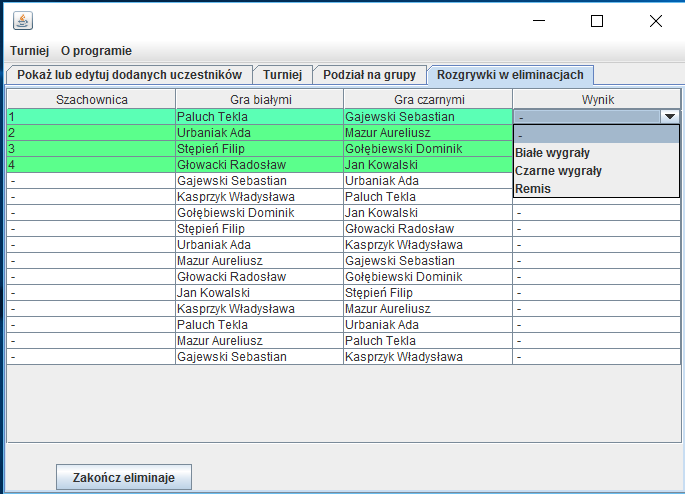 Turniej O programie
Pokaż lub edytuj dodanych uczestników Turniej Podział na grupy Rozgrywki w eliminacjach
Szachownica Gra białymi Gra czarnymi Wynik
1 Paluch Tekla Gajewski Sebastian -
2 Urbaniak Ada Mazur Aureliusz -
3 Stępień Filip Gołębiewski Dominik Białe wygrały
4 Głowacki Radosław Jan Kowalski Czarne wygrały
- Gajewski Sebastian Urbaniak Ada Remis
- Kasprzyk Władysława Paluch Tekla -
- Gołębiewski Dominik Jan Kowalski -
- Stępień Filip Głowacki Radosław -
- Urbaniak Ada Kasprzyk Władysława -
- Mazur Aureliusz Gajewski Sebastian -
- Głowacki Radosław Gołębiewski Dominik -
- Jan Kowalski Stępień Filip -
- Kasprzyk Władysława Mazur Aureliusz -
- Paluch Tekla Urbaniak Ada -
- Mazur Aureliusz Paluch Tekla -
- Gajewski Sebastian Kasprzyk Władysława -
Zakończ eliminaje